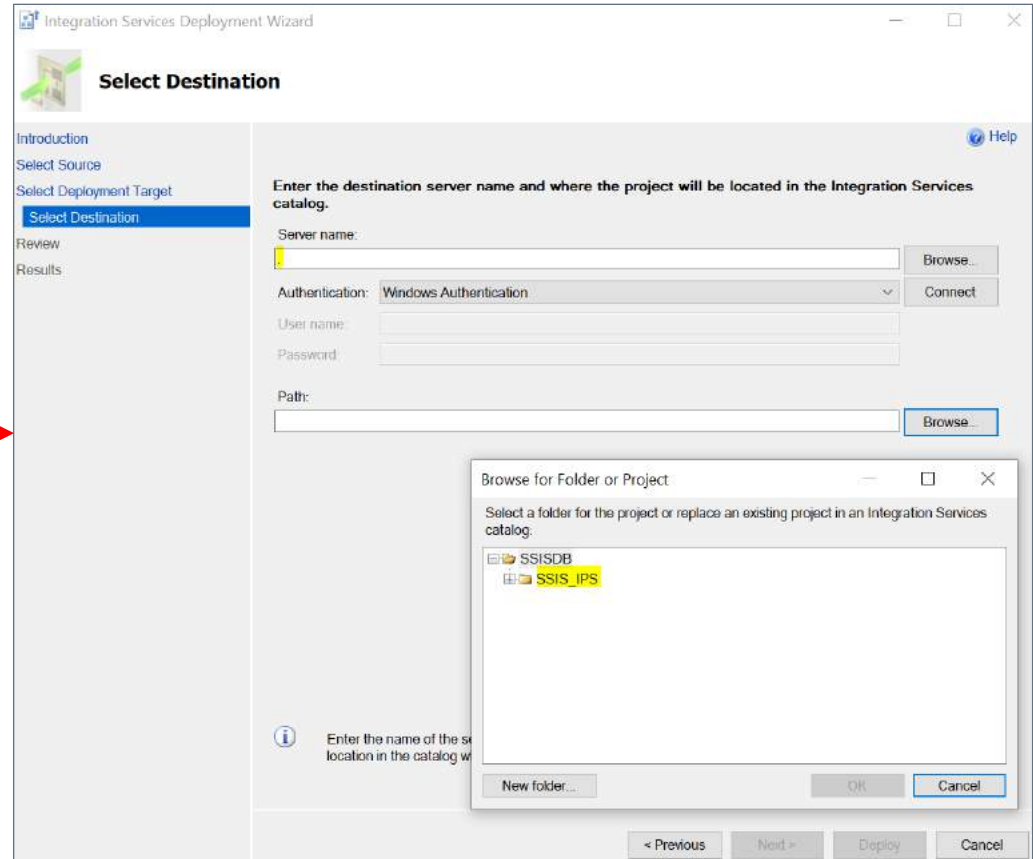 Integration Services Deployment Wizard
Select Destination
Introduction
Select Source
Select Deployment Target
Select Destination
Review
Results
Help
Enter the destination server name and where the project will be located in the Integration Services
catalog.
Server name:
.
Browse...
Authentication: Windows Authentication
Connect
User name:
Password:
Path:
Browse...
Browse for Folder or Project
Select a folder for the project or replace an existing project in an Integration Services
catalog.
SSISDB
SSIS_IPS
New folder...
OK
Cancel
Enter the name of the se
location in the catalog w
< Previous
Next >
Deploy
Cancel